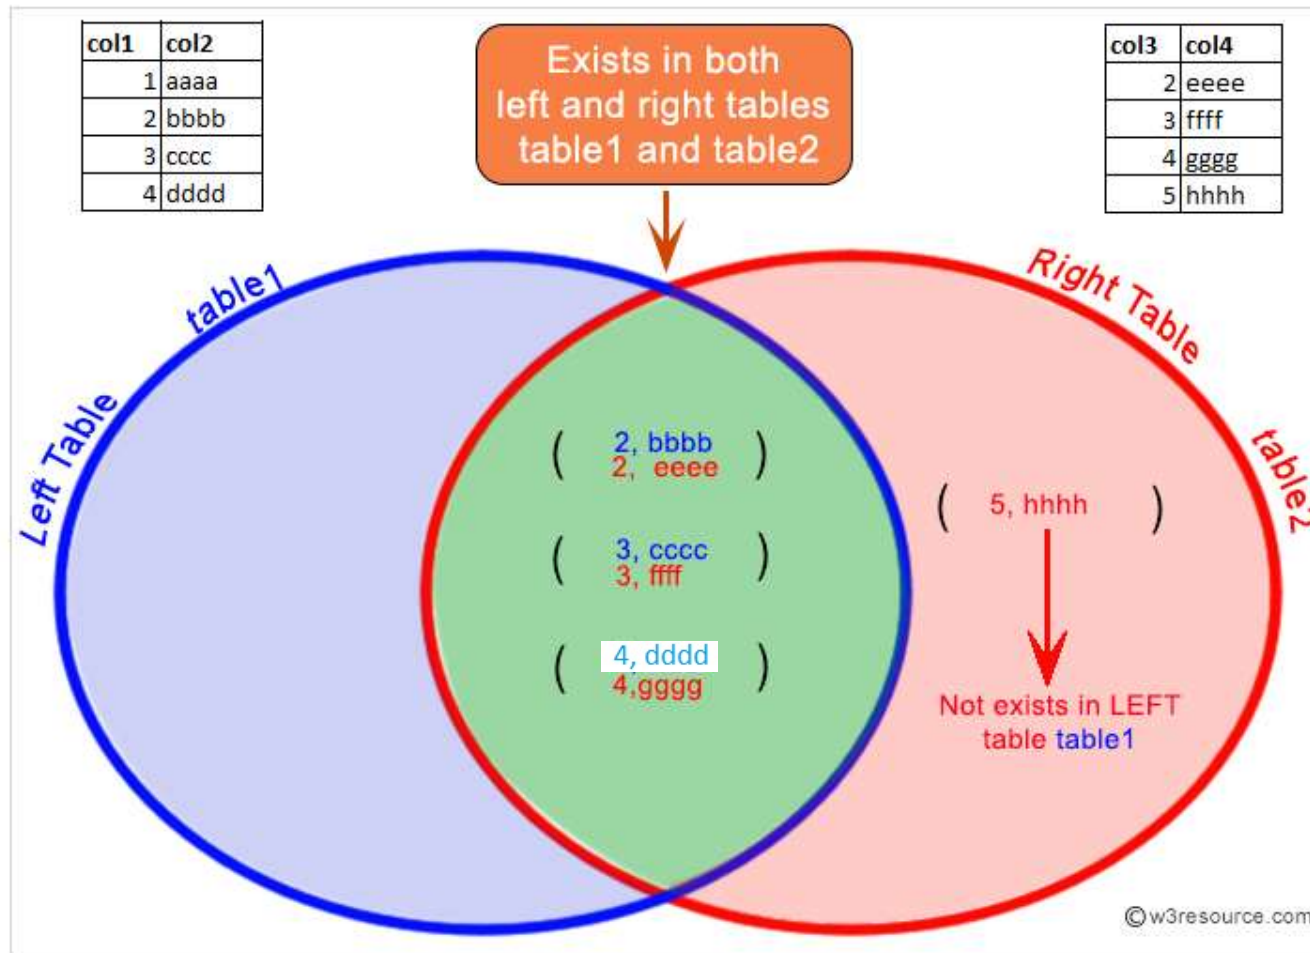 col1 col2
1 aaaa
2 bbbb
3 cccc
4 dddd
Exists in both
left and right tables
table1 and table2
col3 col4
2 eeee
3 ffff
4 gggg
5 hhhh
Left Table
table1
Right Table
table2
( 2, bbbb )
2, eeee
( 3, cccc )
3, ffff
( 4, dddd )
4,gggg
( 5, hhhh )
Not exists in LEFT
table table1
©w3resource.com